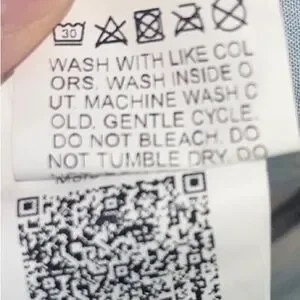 30
WASH WITH LIKE COL
ORS. WASH INSIDE O
UT. MACHINE WASH C
OLD. GENTLE CYCLE.
DO NOT BLEACH. DO
NOT TUMBLE DRY. DO